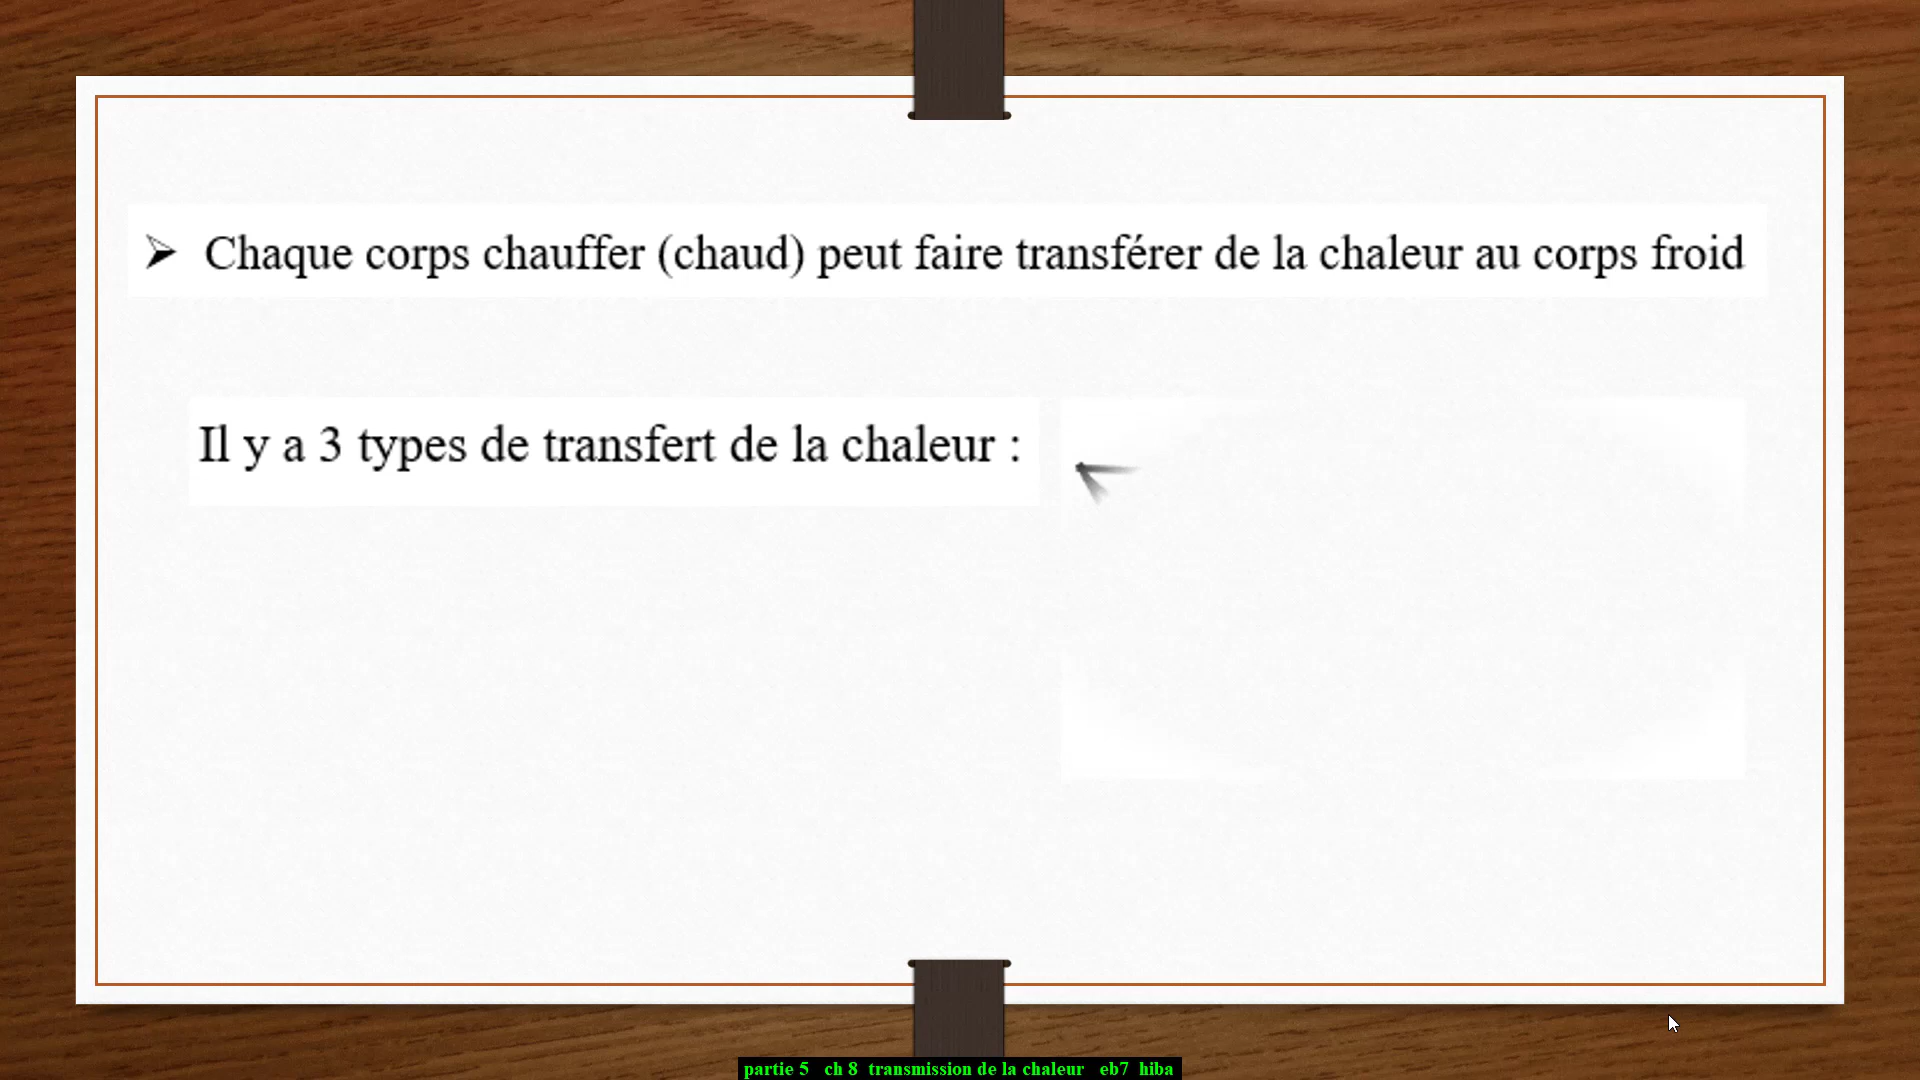 ➢ Chaque corps chauffer (chaud) peut faire transférer de la chaleur au corps froid
Il y a 3 types de transfert de la chaleur :
partie 5 ch 8 transmission de la chaleur eb7 hiba